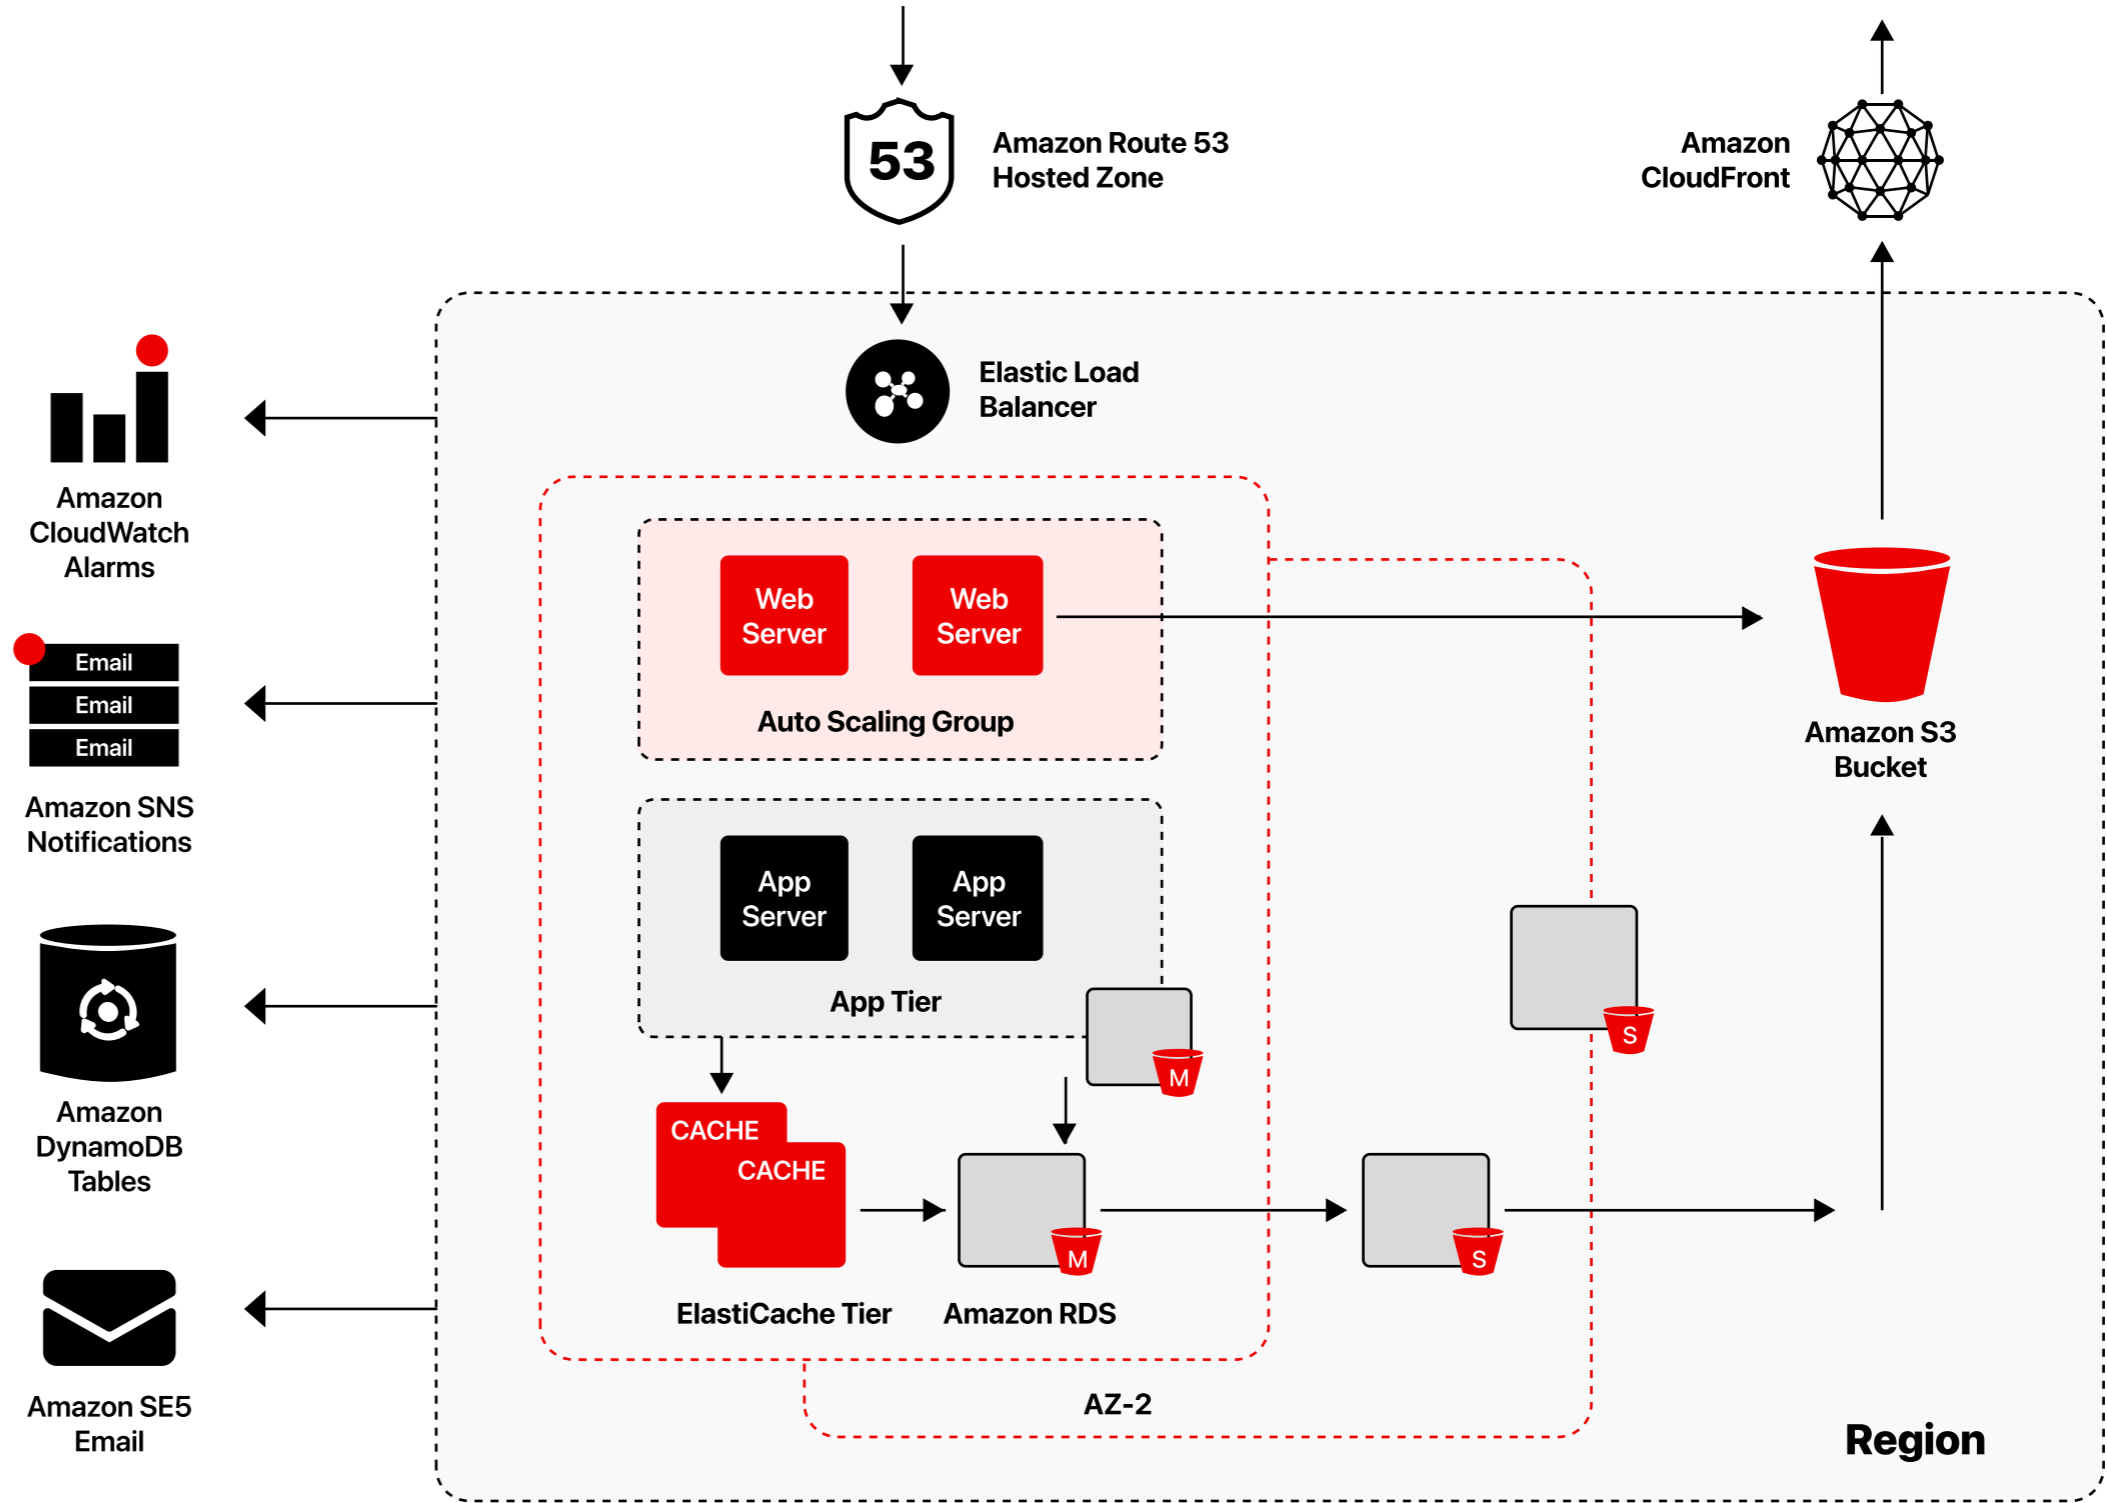 53
Amazon Route 53
Hosted Zone
Amazon
CloudFront
Elastic Load
Balancer
Amazon
CloudWatch
Alarms
Email
Email
Email
Amazon SNS
Notifications
Amazon
DynamoDB
Tables
Amazon SE5
Email
Web
Server
Web
Server
Auto Scaling Group
App
Server
App
Server
App Tier
M
S
CACHE
CACHE
M
S
ElastiCache Tier
Amazon RDS
Amazon S3
Bucket
AZ-2
Region